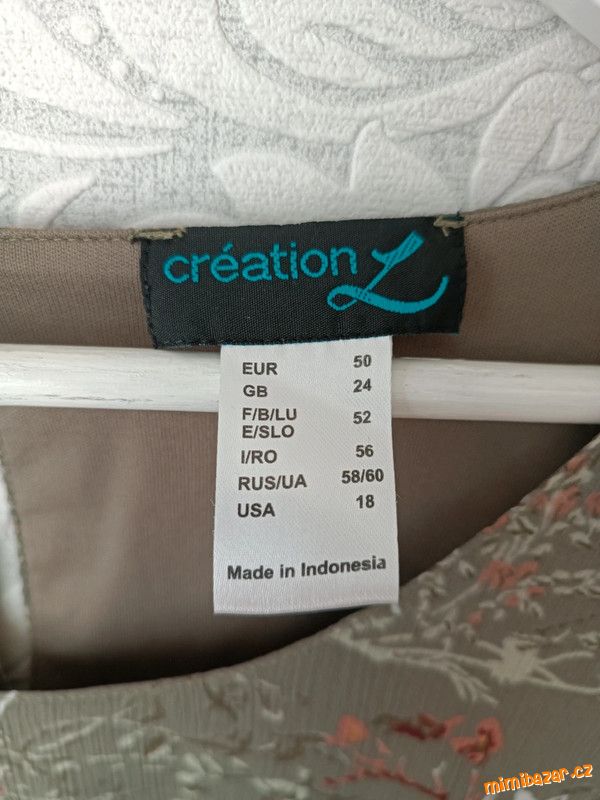 création L
EUR 50
GB 24
F/B/LU
E/SLO 52
I/RO 56
RUS/UA 58/60
USA 18
Made in Indonesia
mimibazar.cz